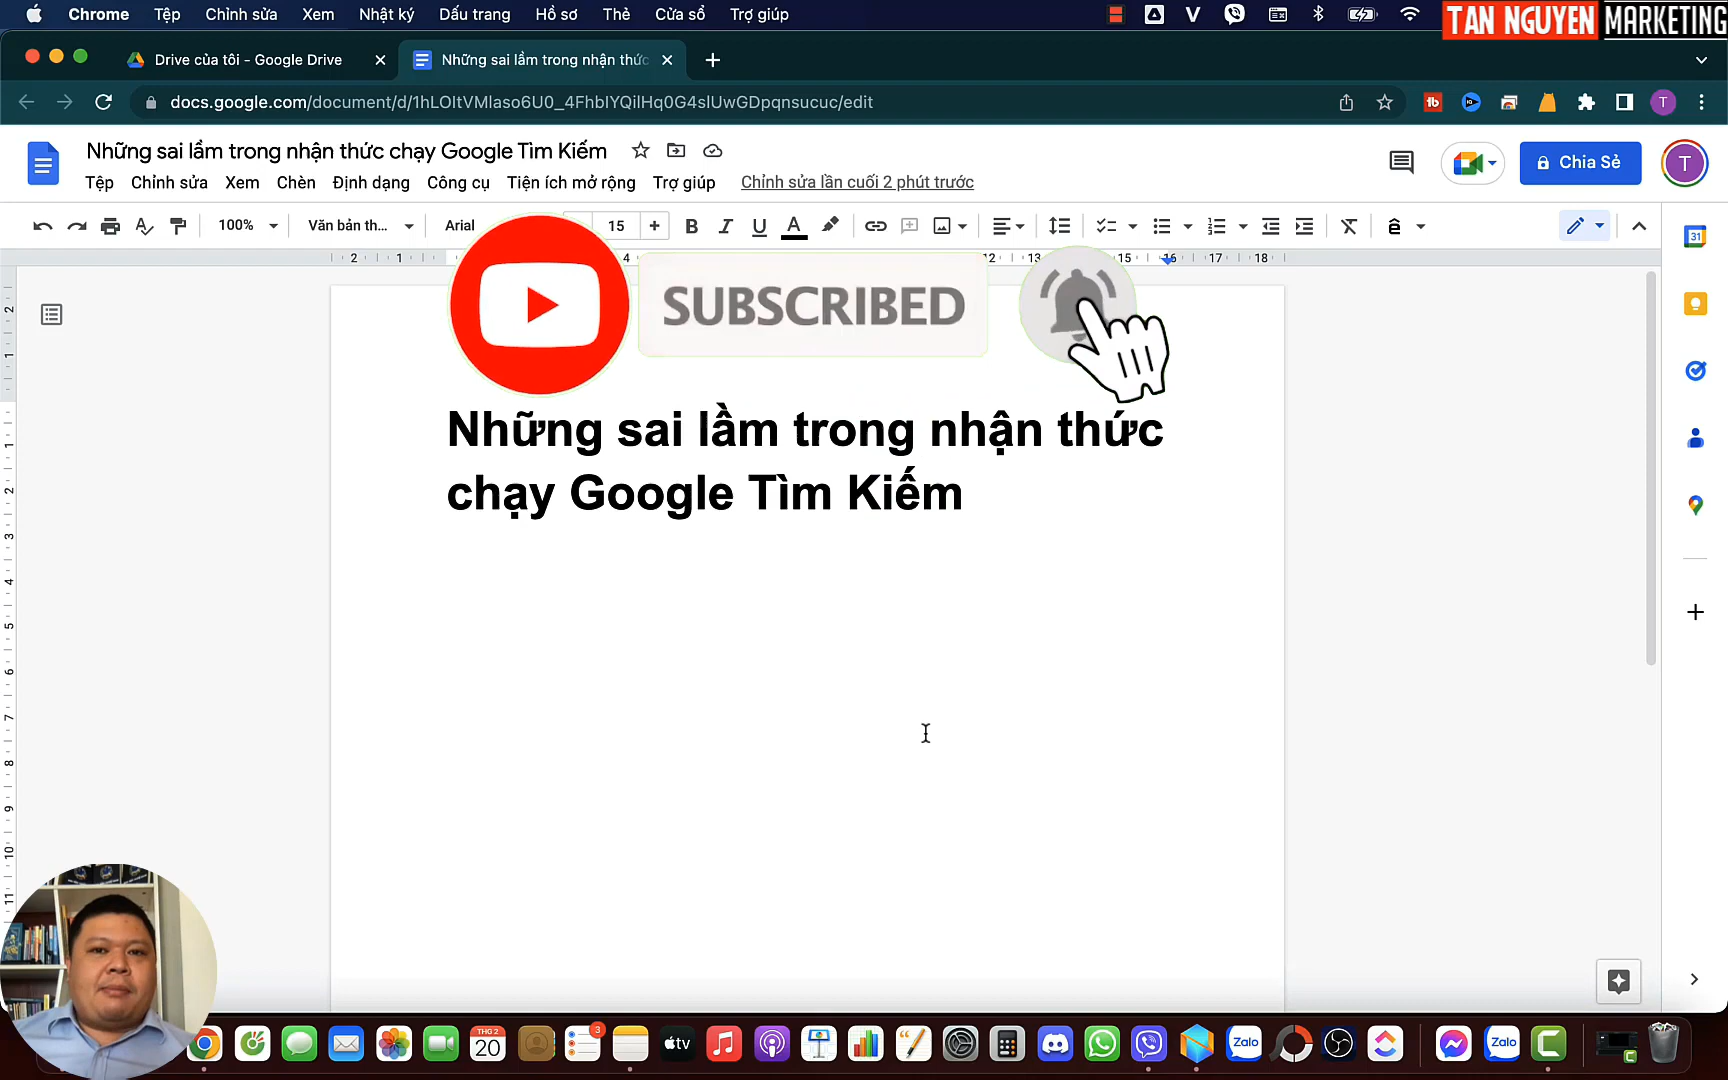 Chrome Tệp Chỉnh sửa Xem Nhật ký Dấu trang Hồ sơ Thẻ Cửa sổ Trợ giúp
TAN NGUYEN MARKETING
Drive của tôi - Google Drive
Những sai lầm trong nhận thức
docs.google.com/document/d/1hLOItVMlaso6U0_4FhbIYQilHq0G4slUwGDpqnsucuc/edit
Những sai lầm trong nhận thức chạy Google Tìm Kiếm
Tệp Chỉnh sửa Xem Chèn Định dạng Công cụ Tiện ích mở rộng Trợ giúp Chỉnh sửa lần cuối 2 phút trước
Chia Sẻ
T
100% Văn bản th... Arial 15
SUBSCRIBED
Những sai lầm trong nhận thức
chạy Google Tìm Kiếm
THG 2
20
3
tv
Zalo
Zalo